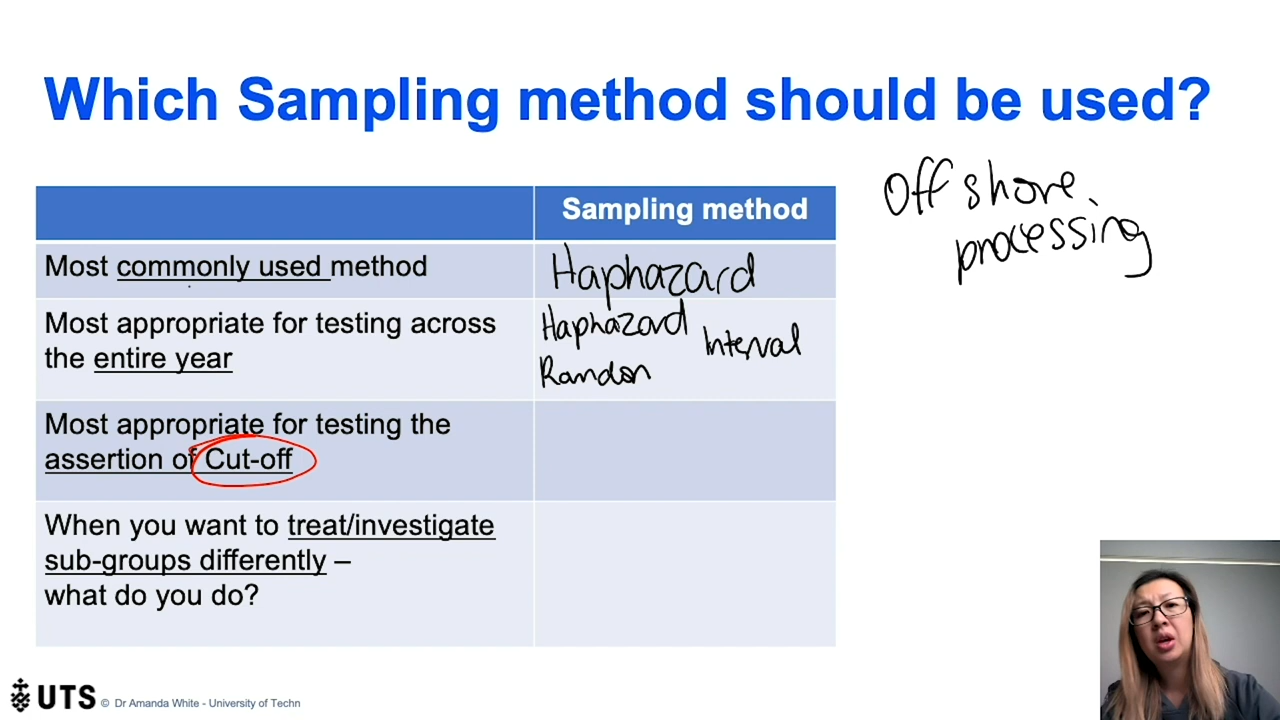 Which Sampling method should be used?
Off shore
processing
Sampling method
Most commonly used method
Haphazard
Most appropriate for testing across
the entire year
Haphazard
Interval
Random
Most appropriate for testing the
assertion of Cut-off
When you want to treat/investigate
sub-groups differently –
what do you do?
UTS © Dr Amanda White - University of Techn